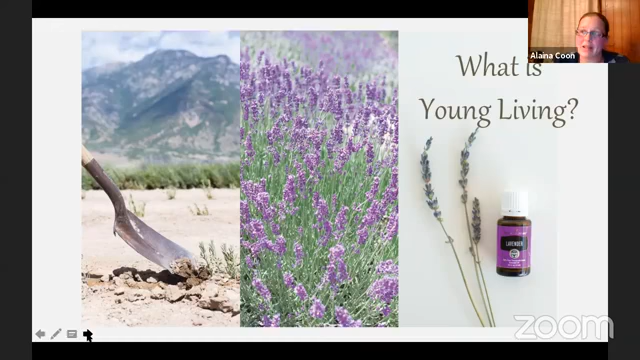 Alaina Coon
What is
Young Living?
LAVENDER
zoom